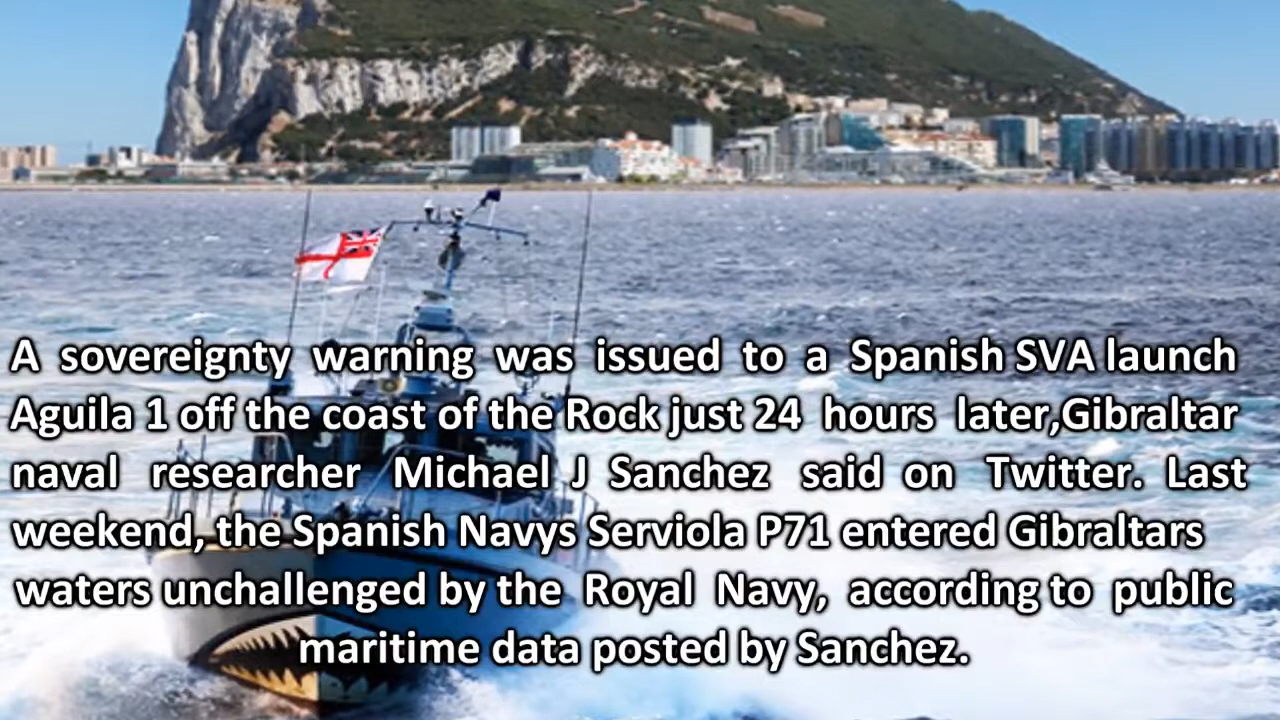 A sovereignty warning was issued to a Spanish SVA launch
Aguila 1 off the coast of the Rock just 24 hours later,Gibraltar
naval researcher Michael J Sanchez said on Twitter. Last
weekend, the Spanish Navys Serviola P71 entered Gibraltars
waters unchallenged by the Royal Navy, according to public
maritime data posted by Sanchez.